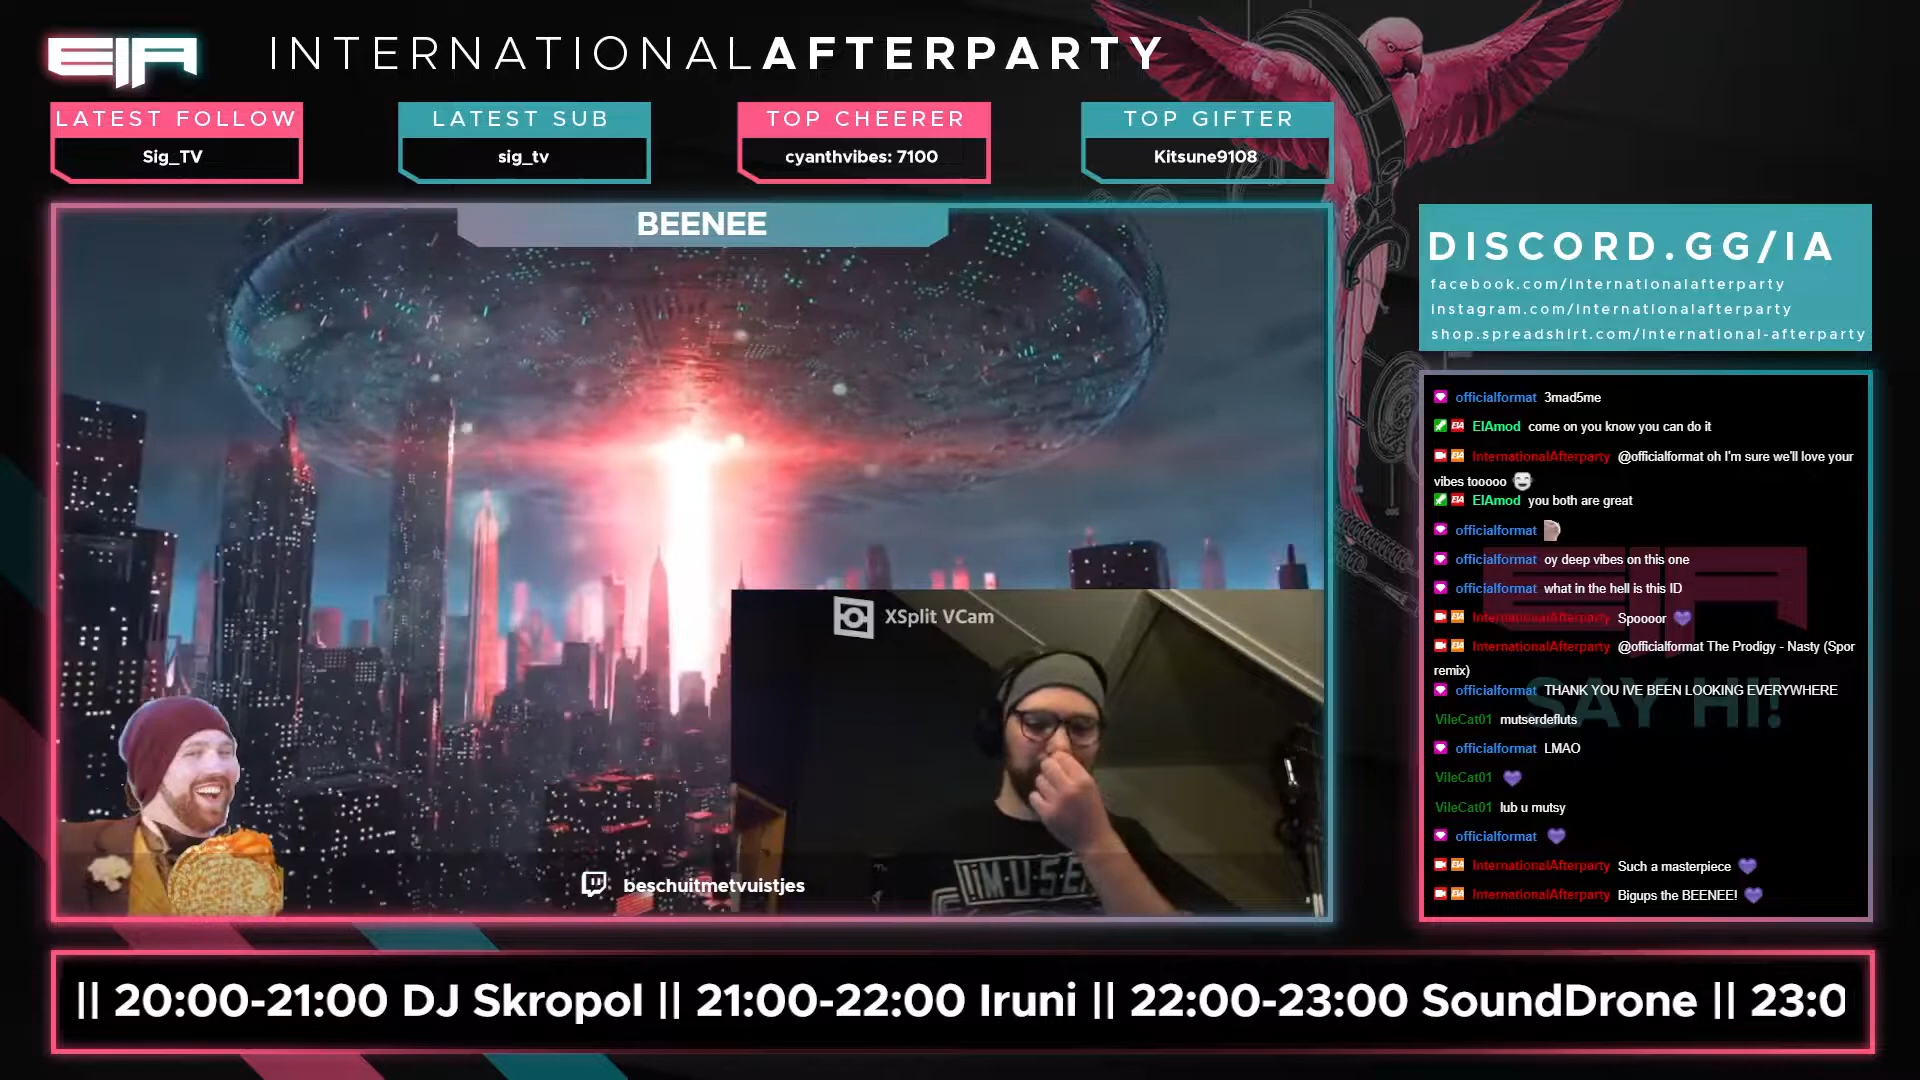 EIA
INTERNATIONALAFTERPARTY
LATEST FOLLOW
Sig_TV
LATEST SUB
sig_tv
TOP CHEERER
cyanthvibes: 7100
TOP GIFTER
Kitsune9108
BEENEE
XSplit VCam
beschuitmetvuistjes
DISCORD.GG/IA
facebook.com/internationalafterparty
instagram.com/internationalafterparty
shop.spreadshirt.com/international-afterparty
officialformat 3mad5me
EIAmod come on you know you can do it
InternationalAfterparty @officialformat oh I'm sure we'll love your
vibes tooooo
EIAmod you both are great
officialformat
officialformat oy deep vibes on this one
officialformat what in the hell is this ID
InternationalAfterparty Spoooor
InternationalAfterparty @officialformat The Prodigy - Nasty (Spor
remix)
officialformat THANK YOU IVE BEEN LOOKING EVERYWHERE
VileCat01 mutserdefluts
officialformat LMAO
VileCat01
VileCat01 lub u mutsy
officialformat
InternationalAfterparty Such a masterpiece
InternationalAfterparty Bigups the BEENEE!
EIA
SAY HI!
|| 20:00-21:00 DJ Skropol || 21:00-22:00 Iruni || 22:00-23:00 SoundDrone || 23:0